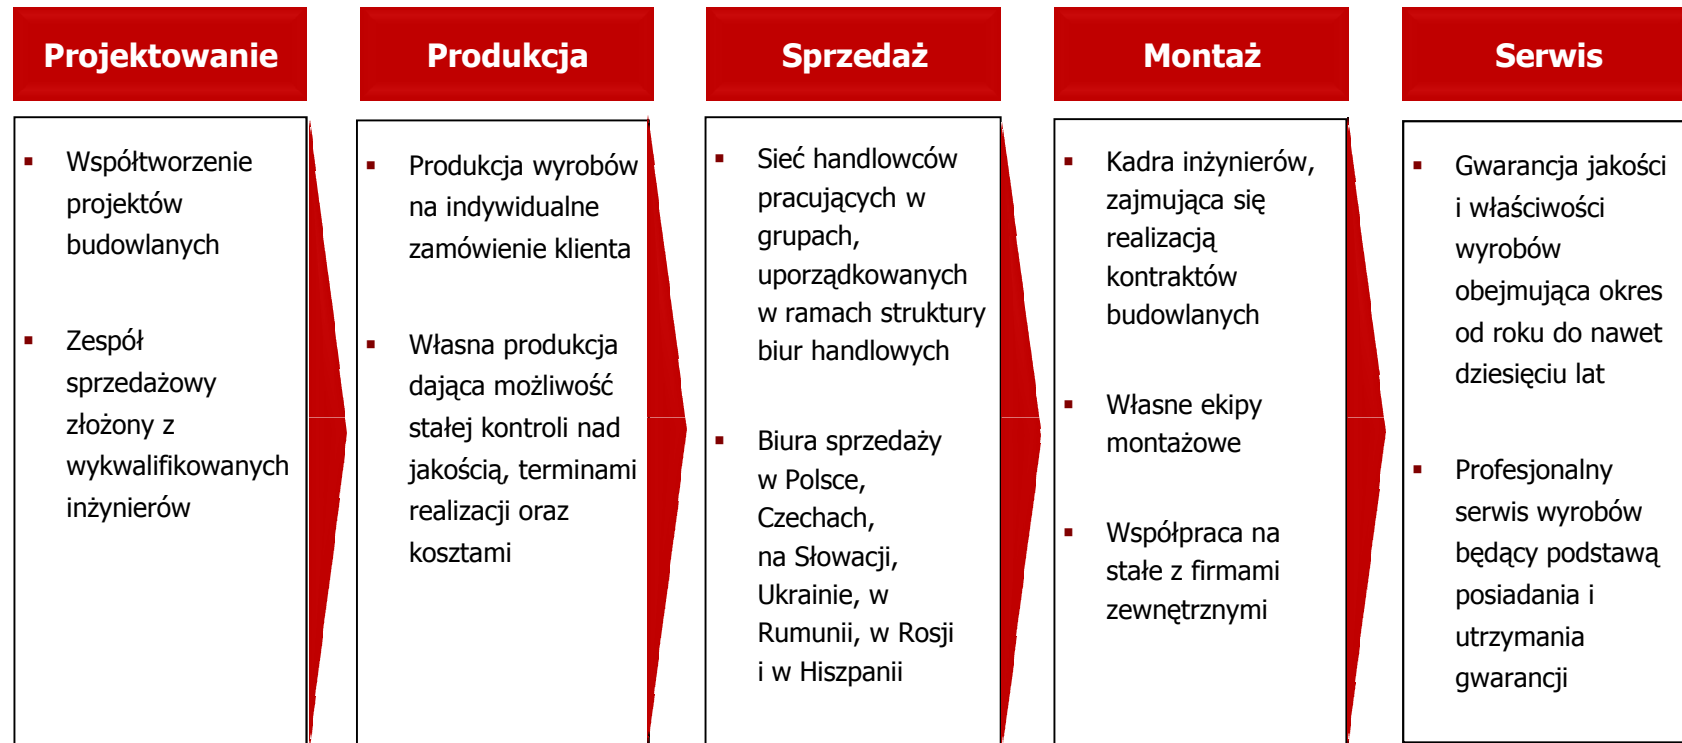 Projektowanie
Współtworzenie
projektów
budowlanych
Zespół
sprzedażowy
złożony z
wykwalifikowanych
inżynierów
Produkcja
Produkcja wyrobów
na indywidualne
zamówienie klienta
Własna produkcja
dająca możliwość
stałej kontroli nad
jakością, terminami
realizacji oraz
kosztami
Sprzedaż
Sieć handlowców
pracujących w
grupach,
uporządkowanych
w ramach struktury
biur handlowych
Biura sprzedaży
w Polsce,
Czechach,
na Słowacji,
Ukrainie, w
Rumunii, w Rosji
i w Hiszpanii
Montaż
Kadra inżynierów,
zajmująca się
realizacją
kontraktów
budowlanych
Własne ekipy
montażowe
Współpraca na
stałe z firmami
zewnętrznymi
Serwis
Gwarancja jakości
i właściwości
wyrobów
obejmująca okres
od roku do nawet
dziesięciu lat
Profesjonalny
serwis wyrobów
będący podstawą
posiadania i
utrzymania
gwarancji